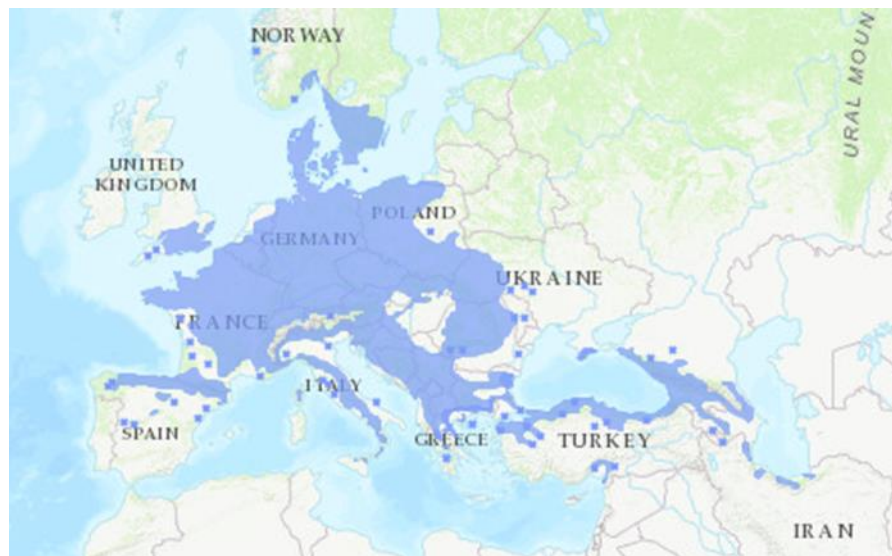 NORWAY
URAL MOUN
UNITED
KINGDOM
POLAND
GERMANY
UKRAINE
FRANCE
ITALY
SPAIN
GREECE
TURKEY
IRAN